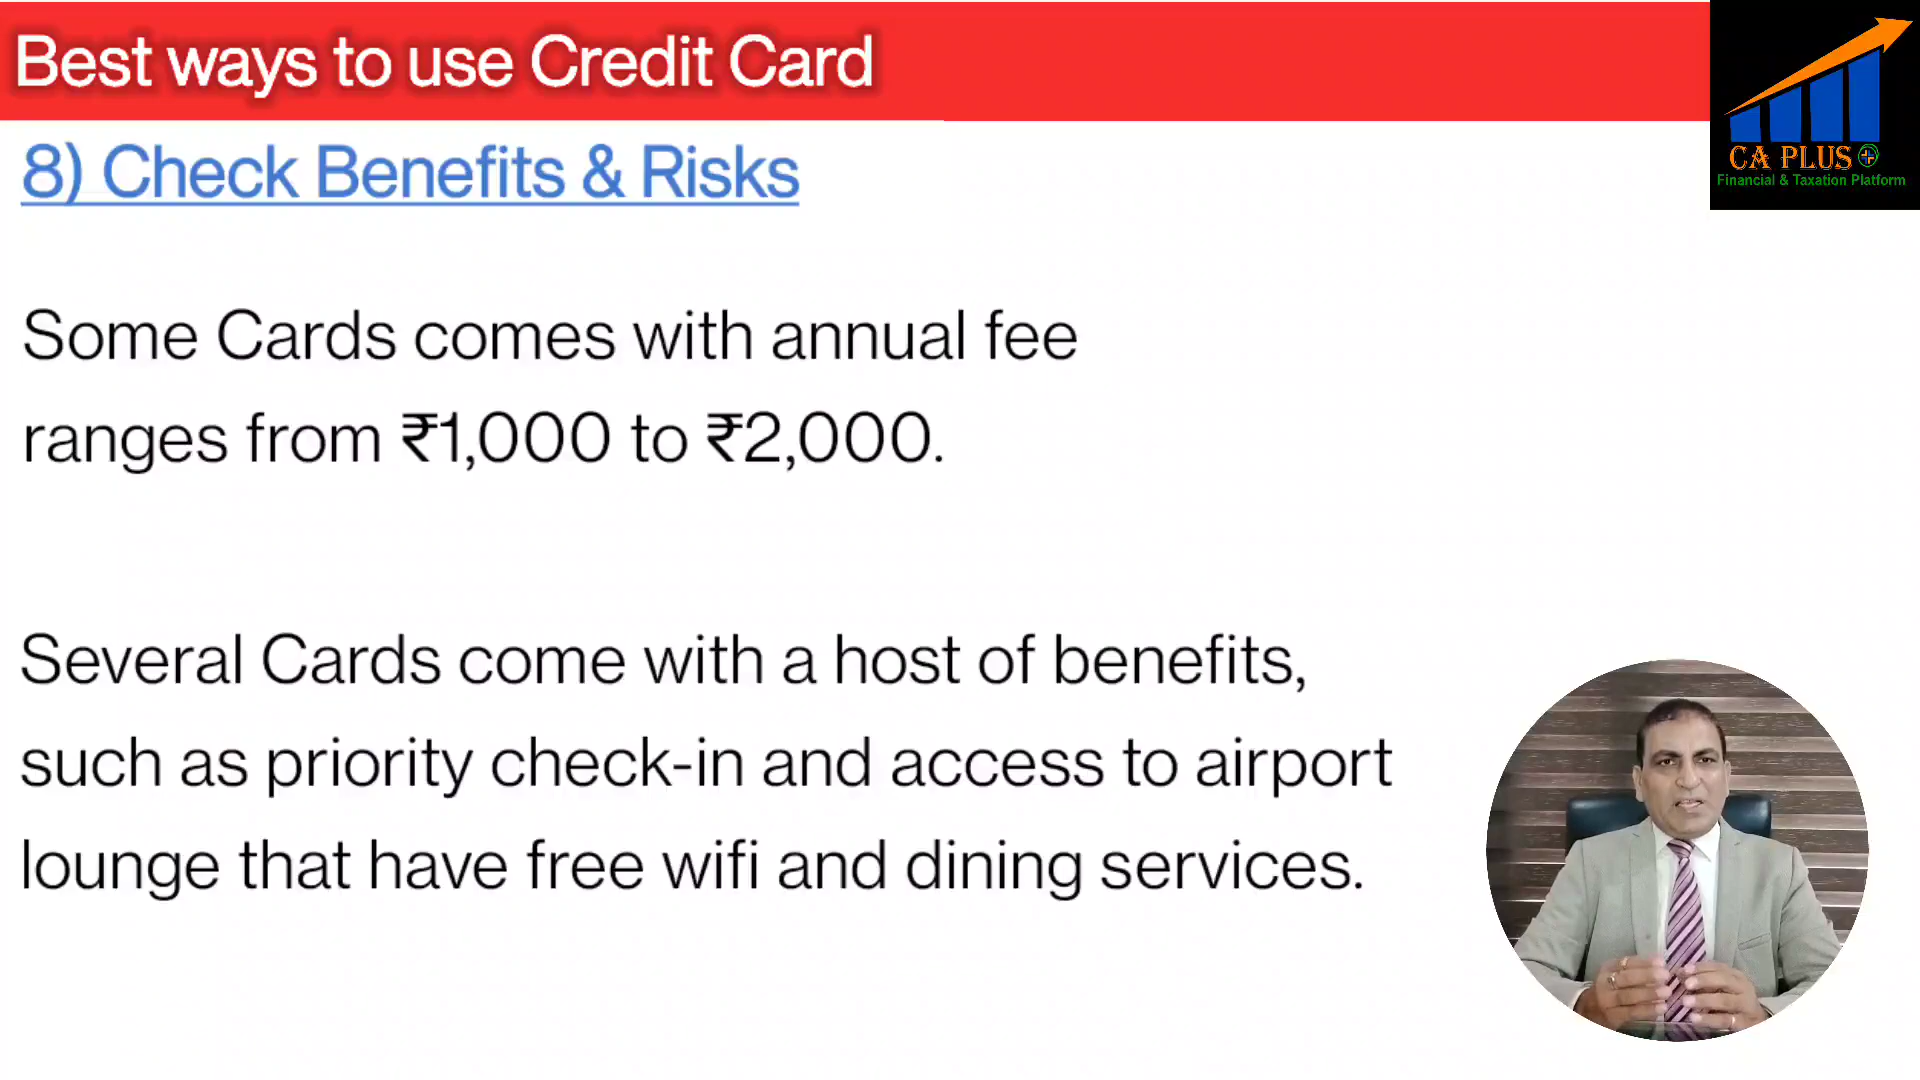 Best ways to use Credit Card
8) Check Benefits & Risks
Some Cards comes with annual fee
ranges from ₹1,000 to ₹2,000.
Several Cards come with a host of benefits,
such as priority check-in and access to airport
lounge that have free wifi and dining services.
CA PLUS
Financial & Taxation Platform